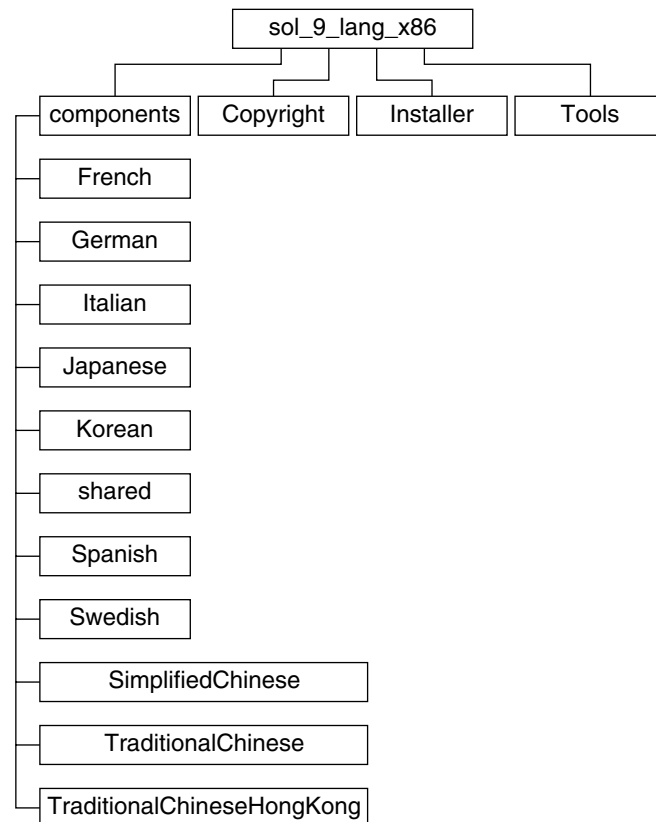 sol_9_lang_x86
components
Copyright
Installer
Tools
French
German
Italian
Japanese
Korean
shared
Spanish
Swedish
SimplifiedChinese
TraditionalChinese
TraditionalChineseHongKong